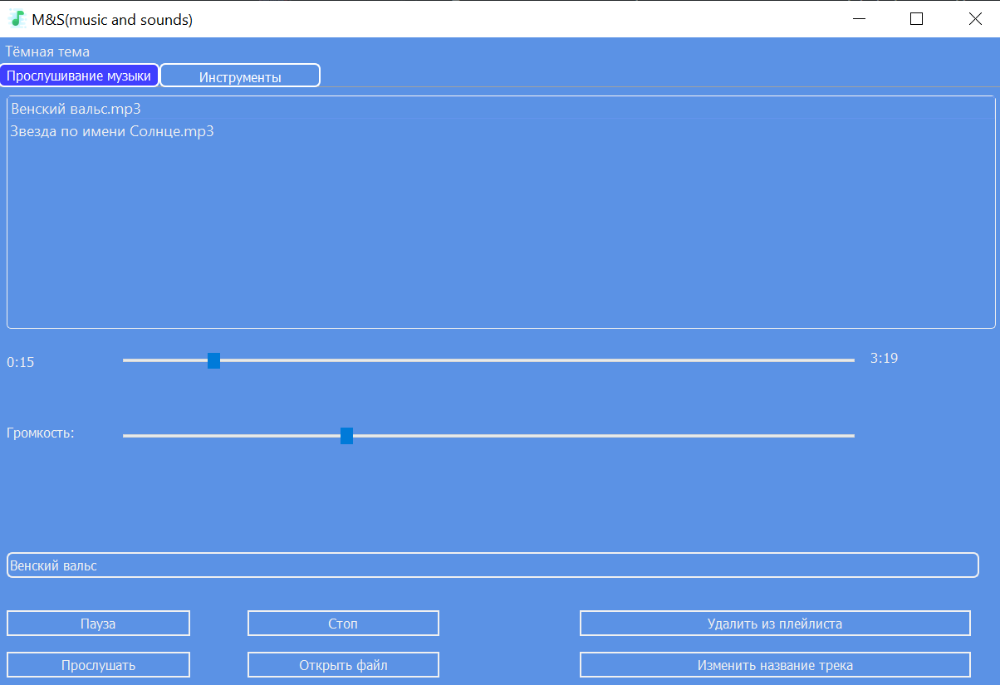 M&S(music and sounds)
Тёмная тема
Прослушивание музыки Инструменты
Венский вальс.mp3
Звезда по имени Солнце.mp3
0:15 3:19
Громкость:
Венский вальс
Пауза Стоп Удалить из плейлиста
Прослушать Открыть файл Изменить название трека